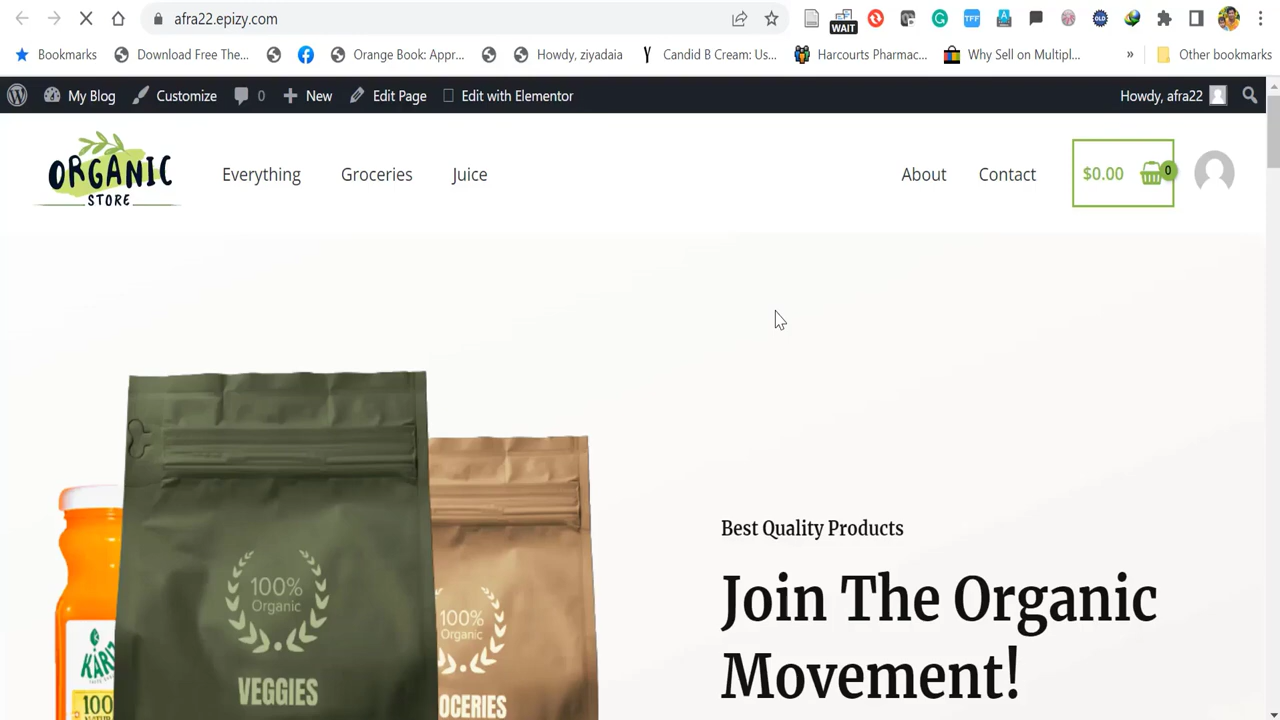 afra22.epizy.com
WAIT
TFF
OLD
Bookmarks Download Free The... Orange Book: Appr... Howdy, ziyadaia Candid B Cream: Us... Harcourts Pharmac... Why Sell on Multipl... » Other bookmarks
My Blog Customize 0 New Edit Page Edit with Elementor Howdy, afra22
ORGANIC
STORE
Everything Groceries Juice About Contact $0.00 0
Best Quality Products
Join The Organic
Movement!
100%
Organic
VEGGIES
100%
Organic
100